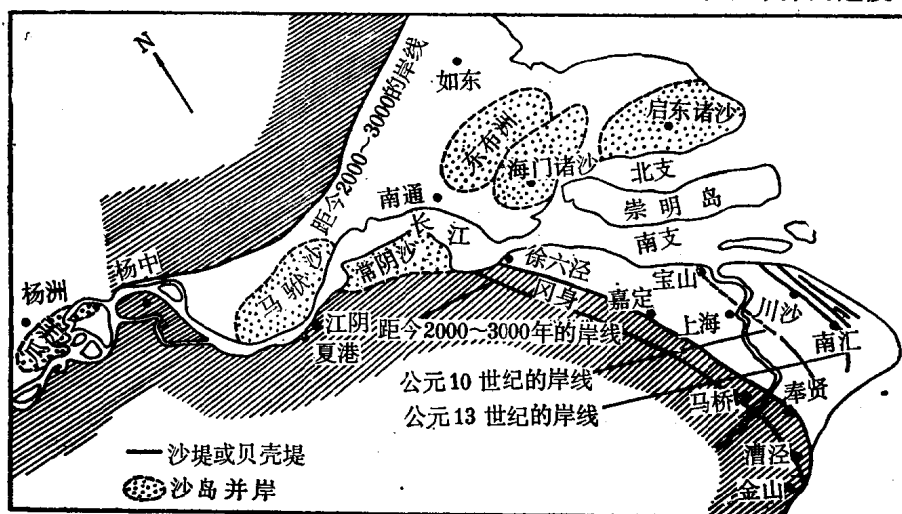 N
如东
距今2000~3000的岸线
东布洲
海门诸沙
启东诸沙
北支
崇明岛
南通
长江
南支
杨中
马驮沙
常阴沙
徐六泾
宝山
杨洲
瓜洲
冈身
嘉定
川沙
江阴
夏港
距今2000~3000年的岸线
上海
南汇
公元10世纪的岸线
公元13世纪的岸线
马桥
奉贤
沙堤或贝壳堤
漕泾
沙岛并岸
金山